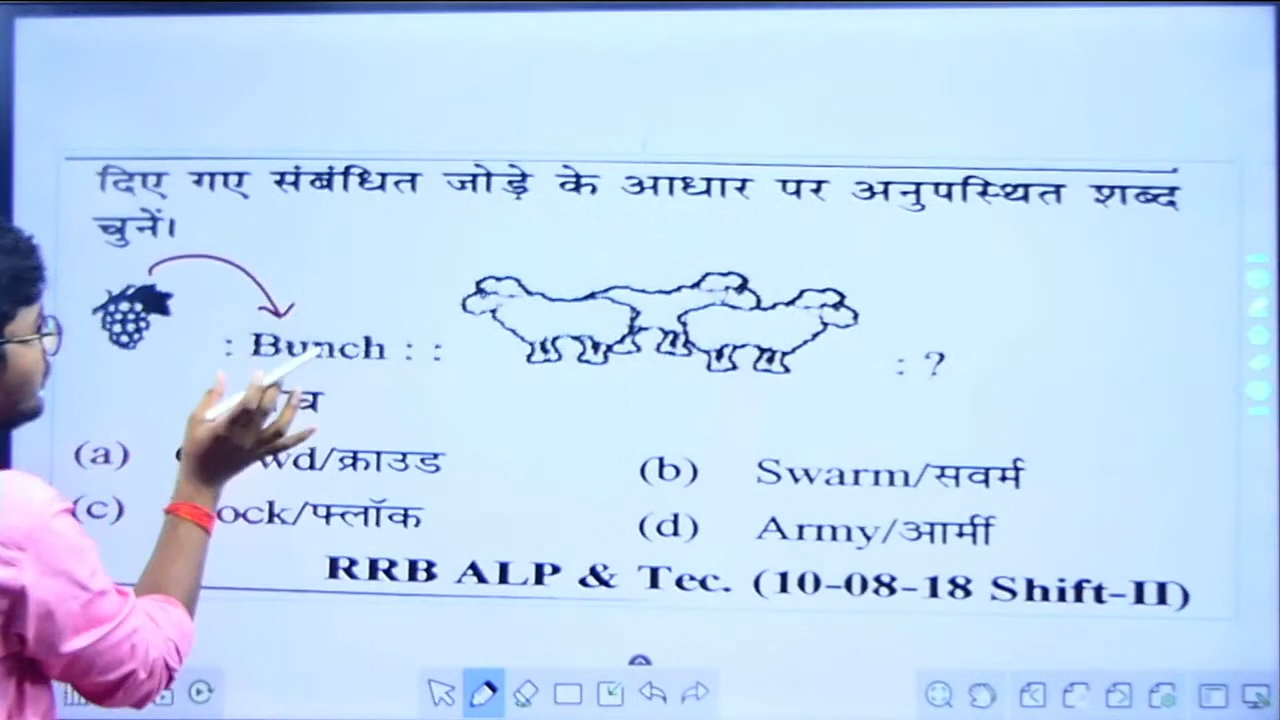 दिए गए संबंधित जोड़े के आधार पर अनुपस्थित शब्द
चुनें।
: Bunch : : : ?
(a) wd/क्राउड (b) Swarm/सवर्म
(c) ock/फ्लॉक (d) Army/आर्मी
RRB ALP & Tec. (10-08-18 Shift-II)